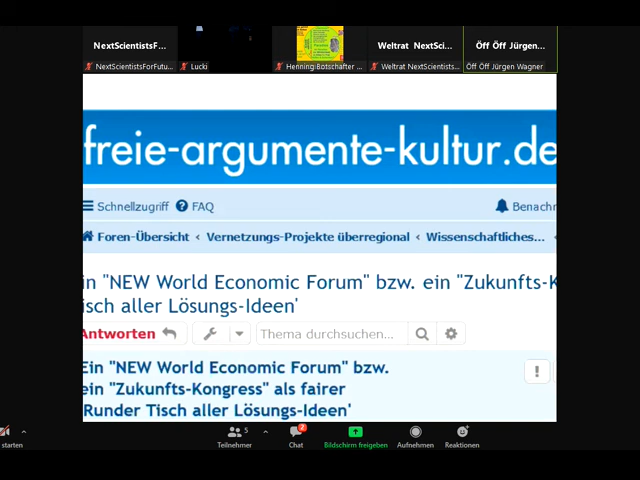 NextScientistsF...
Weltrat NextSci...
Öff Öff Jürgen...
NextScientistsForFutu...
Lucki
Henning:Botschafter ...
Weltrat NextScientists...
Öff Öff Jürgen Wagner
freie-argumente-kultur.de
Schnellzugriff
FAQ
Benachr
Foren-Übersicht ‹ Vernetzungs-Projekte überregional ‹ Wissenschaftliches... ‹
in "NEW World Economic Forum" bzw. ein "Zukunfts-K
isch aller Lösungs-Ideen'
Antworten
Thema durchsuchen...
Ein "NEW World Economic Forum" bzw.
ein "Zukunfts-Kongress" als fairer
'Runder Tisch aller Lösungs-Ideen'
starten
Teilnehmer
5
Chat
2
Bildschirm freigeben
Aufnehmen
Reaktionen